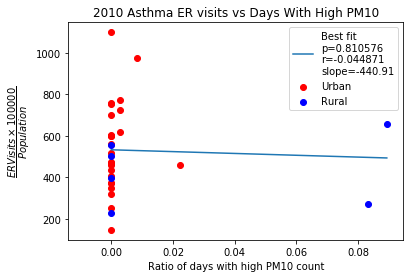 2010 Asthma ER visits vs Days With High PM10
Best fit
p=0.810576
r=-0.044871
slope=-440.91
Urban
Rural
1000
800
600
400
200
ERVisits × 100000
Population
0.00
0.02
0.04
0.06
0.08
Ratio of days with high PM10 count